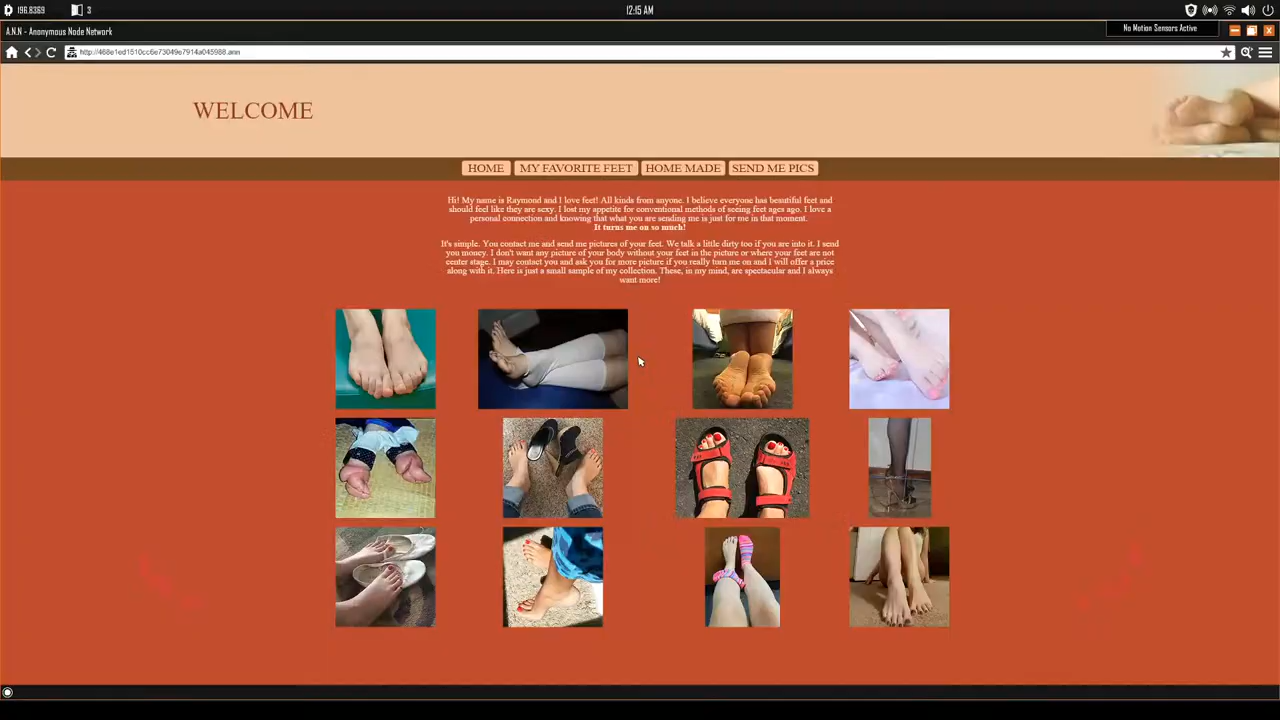 196.8369 3 12:15 AM
A.N.N - Anonymous Node Network
No Motion Sensors Active
http://468e1ed1510cc6e73049e7914a045988.ann
WELCOME
HOME MY FAVORITE FEET HOME MADE SEND ME PICS
Hi! My name is Raymond and I love feet! All kinds from anyone. I believe everyone has beautiful feet and
should feel like they are sexy. I lost my appetite for conventional methods of seeing feet ages ago. I love a
personal connection and knowing that what you are sending me is just for me in that moment.
It turns me on so much!
It's simple. You contact me and send me pictures of your feet. We talk a little dirty too if you are into it. I send
you money. I don't want any picture of your body without your feet in the picture or where your feet are not
center stage. I may contact you and ask you for more picture if you really turn me on and I will offer a price
along with it. Here is just a small sample of my collection. These, in my mind, are spectacular and I always
want more!